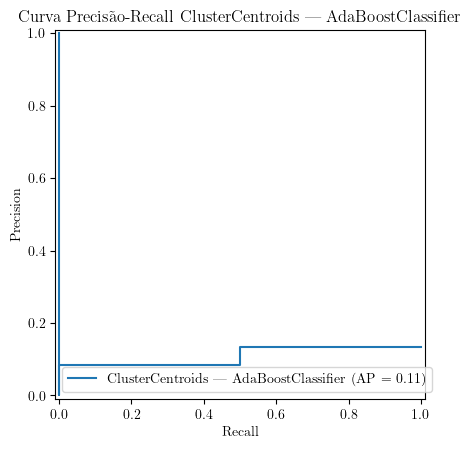 Curva Precisão-Recall ClusterCentroids — AdaBoostClassifier
1.0
0.8
0.6
0.4
0.2
0.0
Precision
ClusterCentroids — AdaBoostClassifier (AP = 0.11)
0.0 0.2 0.4 0.6 0.8 1.0
Recall